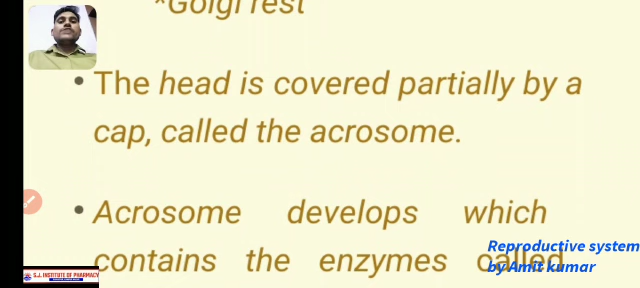 *Golgi rest
• The head is covered partially by a
cap, called the acrosome.
• Acrosome develops which
contains the enzymes called
Reproductive system
by Amit kumar
S.J. INSTITUTE OF PHARMACY